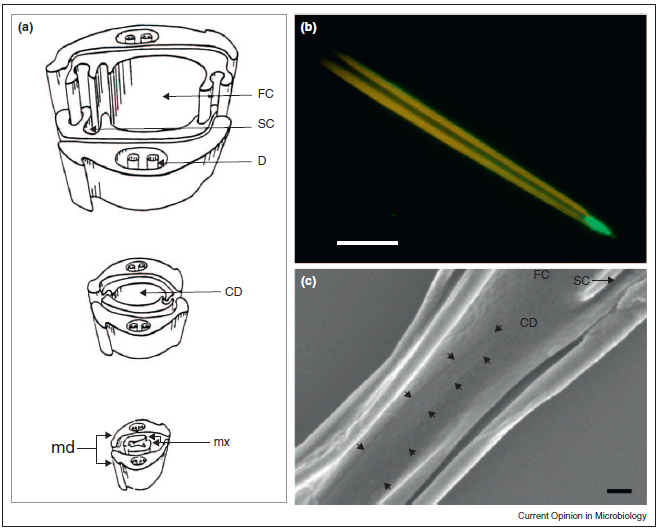 (a)
FC
SC
D
CD
md
mx
(b)
(c)
FC
SC
CD
Current Opinion in Microbiology